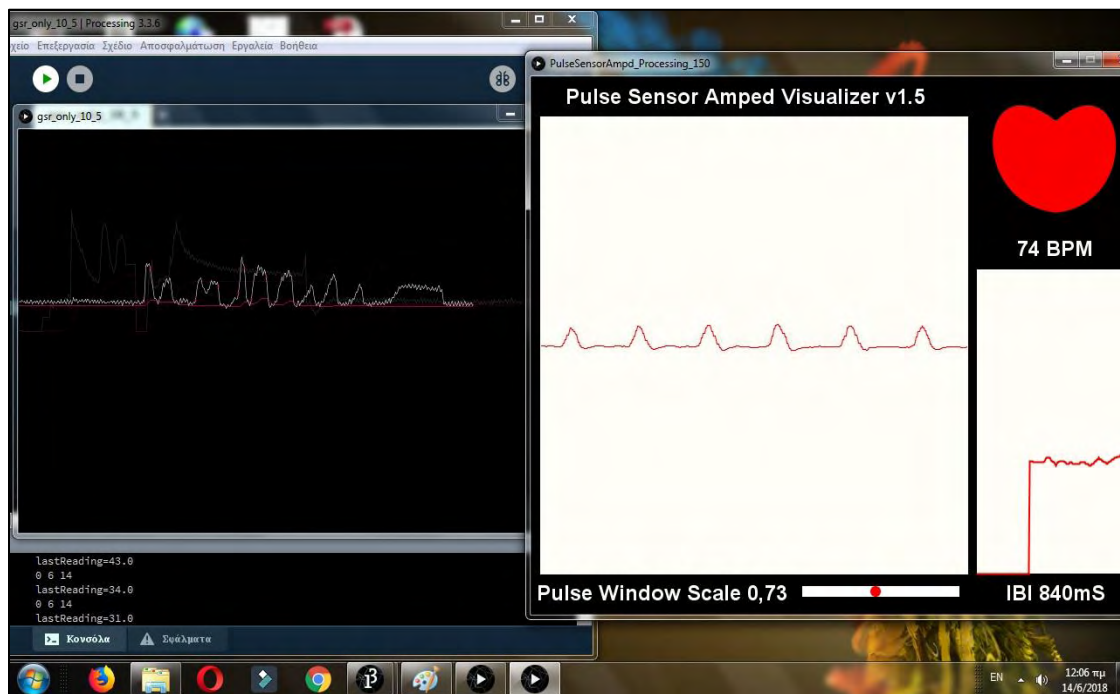 gsr_only_10_5 | Processing 3.3.6
χείο Επεξεργασία Σχέδιο Αποσφαλμάτωση Εργαλεία Βοήθεια
gsr_only_10_5
lastReading=43.0
0 6 14
lastReading=34.0
0 6 14
lastReading=31.0
Κονσόλα Σφάλματα
PulseSensorAmpd_Processing_150
Pulse Sensor Amped Visualizer v1.5
74 BPM
Pulse Window Scale 0,73
IBI 840mS
EN
12:06 πμ
14/6/2018